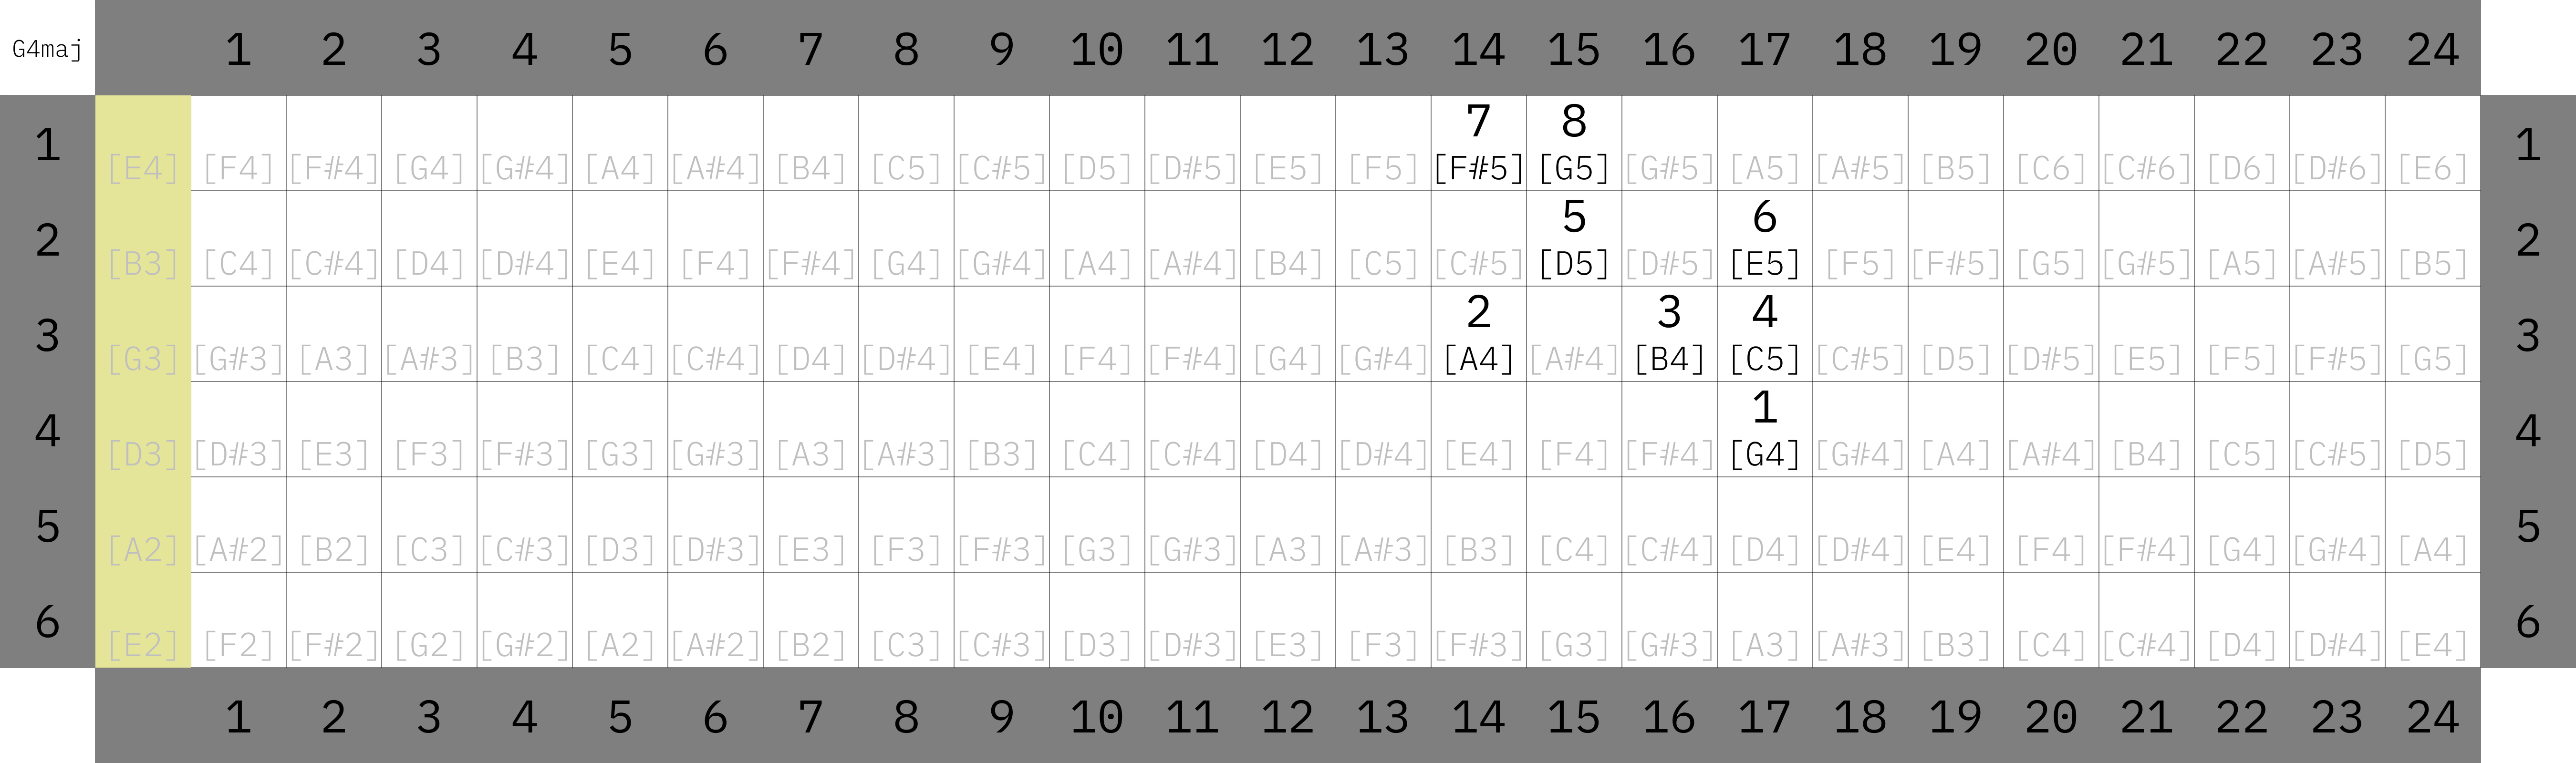 G4maj 1 2 3 4 5 6 7 8 9 10 11 12 13 14 15 16 17 18 19 20 21 22 23 24
7 8
1 [E4] [F4] [F#4] [G4] [G#4] [A4] [A#4] [B4] [C5] [C#5] [D5] [D#5] [E5] [F5] [F#5] [G5] [G#5] [A5] [A#5] [B5] [C6] [C#6] [D6] [D#6] [E6] 1
5 6
2 [B3] [C4] [C#4] [D4] [D#4] [E4] [F4] [F#4] [G4] [G#4] [A4] [A#4] [B4] [C5] [C#5] [D5] [D#5] [E5] [F5] [F#5] [G5] [G#5] [A5] [A#5] [B5] 2
2 3 4
3 [G3] [G#3] [A3] [A#3] [B3] [C4] [C#4] [D4] [D#4] [E4] [F4] [F#4] [G4] [G#4] [A4] [A#4] [B4] [C5] [C#5] [D5] [D#5] [E5] [F5] [F#5] [G5] 3
1
4 [D3] [D#3] [E3] [F3] [F#3] [G3] [G#3] [A3] [A#3] [B3] [C4] [C#4] [D4] [D#4] [E4] [F4] [F#4] [G4] [G#4] [A4] [A#4] [B4] [C5] [C#5] [D5] 4
5 [A2] [A#2] [B2] [C3] [C#3] [D3] [D#3] [E3] [F3] [F#3] [G3] [G#3] [A3] [A#3] [B3] [C4] [C#4] [D4] [D#4] [E4] [F4] [F#4] [G4] [G#4] [A4] 5
6 [E2] [F2] [F#2] [G2] [G#2] [A2] [A#2] [B2] [C3] [C#3] [D3] [D#3] [E3] [F3] [F#3] [G3] [G#3] [A3] [A#3] [B3] [C4] [C#4] [D4] [D#4] [E4] 6
1 2 3 4 5 6 7 8 9 10 11 12 13 14 15 16 17 18 19 20 21 22 23 24